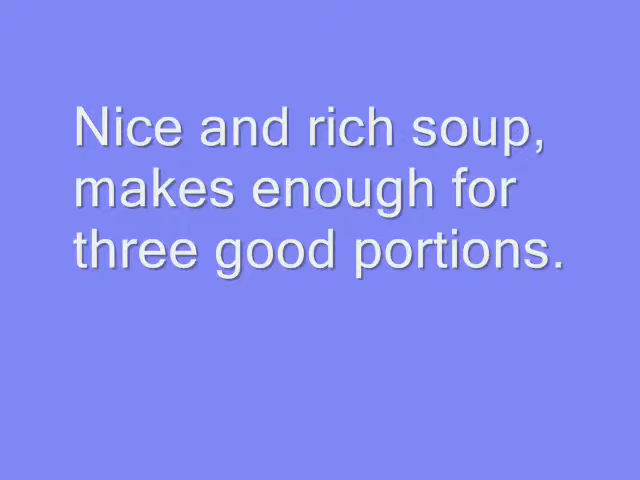 Nice and rich soup,
makes enough for
three good portions.